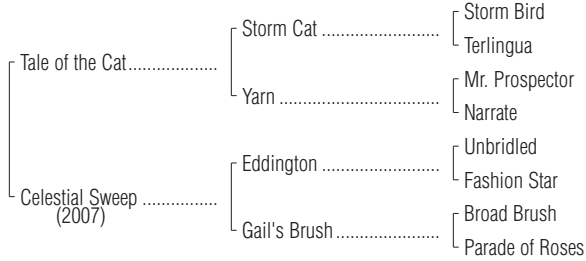 Storm Bird
Storm Cat ........................
Terlingua
Tale of the Cat..................
Mr. Prospector
Yarn .................................
Narrate
Unbridled
Eddington .........................
Fashion Star
Celestial Sweep ...............
(2007)
Broad Brush
Gail's Brush.....................
Parade of Roses